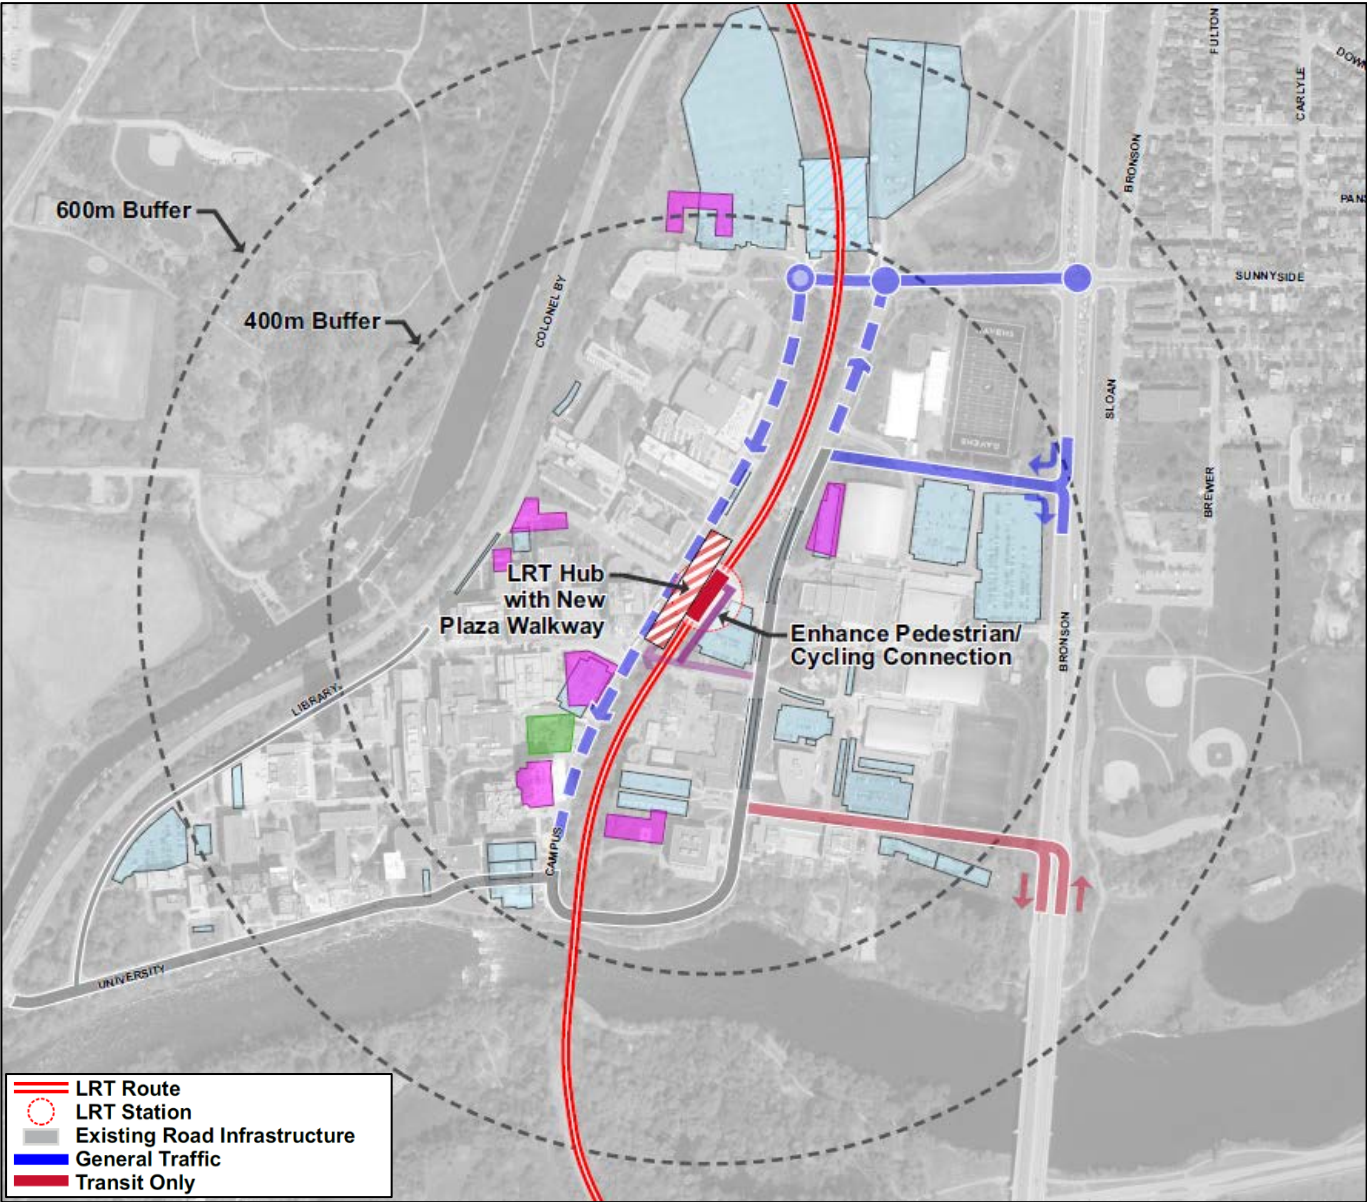 FULTON
CARLYLE
BRONSON
600m Buffer
SUNNYSIDE
400m Buffer
COLONEL BY
RAVENS
SLOAN
BREWER
LRT Hub
with New
Plaza Walkway
Enhance Pedestrian/
Cycling Connection
BRONSON
LIBRARY
CAMPUS
UNIVERSITY
LRT Route
LRT Station
Existing Road Infrastructure
General Traffic
Transit Only